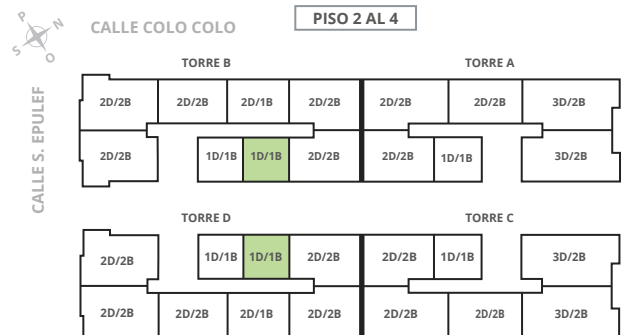 PISO 2 AL 4
P N
S O
CALLE COLO COLO
CALLE S. EPULEF
TORRE B TORRE A
2D/2B 2D/2B 2D/1B 2D/2B 2D/2B 2D/2B 3D/2B
2D/2B 1D/1B 1D/1B 2D/2B 2D/2B 1D/1B 3D/2B
TORRE D TORRE C
2D/2B 1D/1B 1D/1B 2D/2B 2D/2B 1D/1B 3D/2B
2D/2B 2D/2B 2D/1B 2D/2B 2D/2B 2D/2B 3D/2B